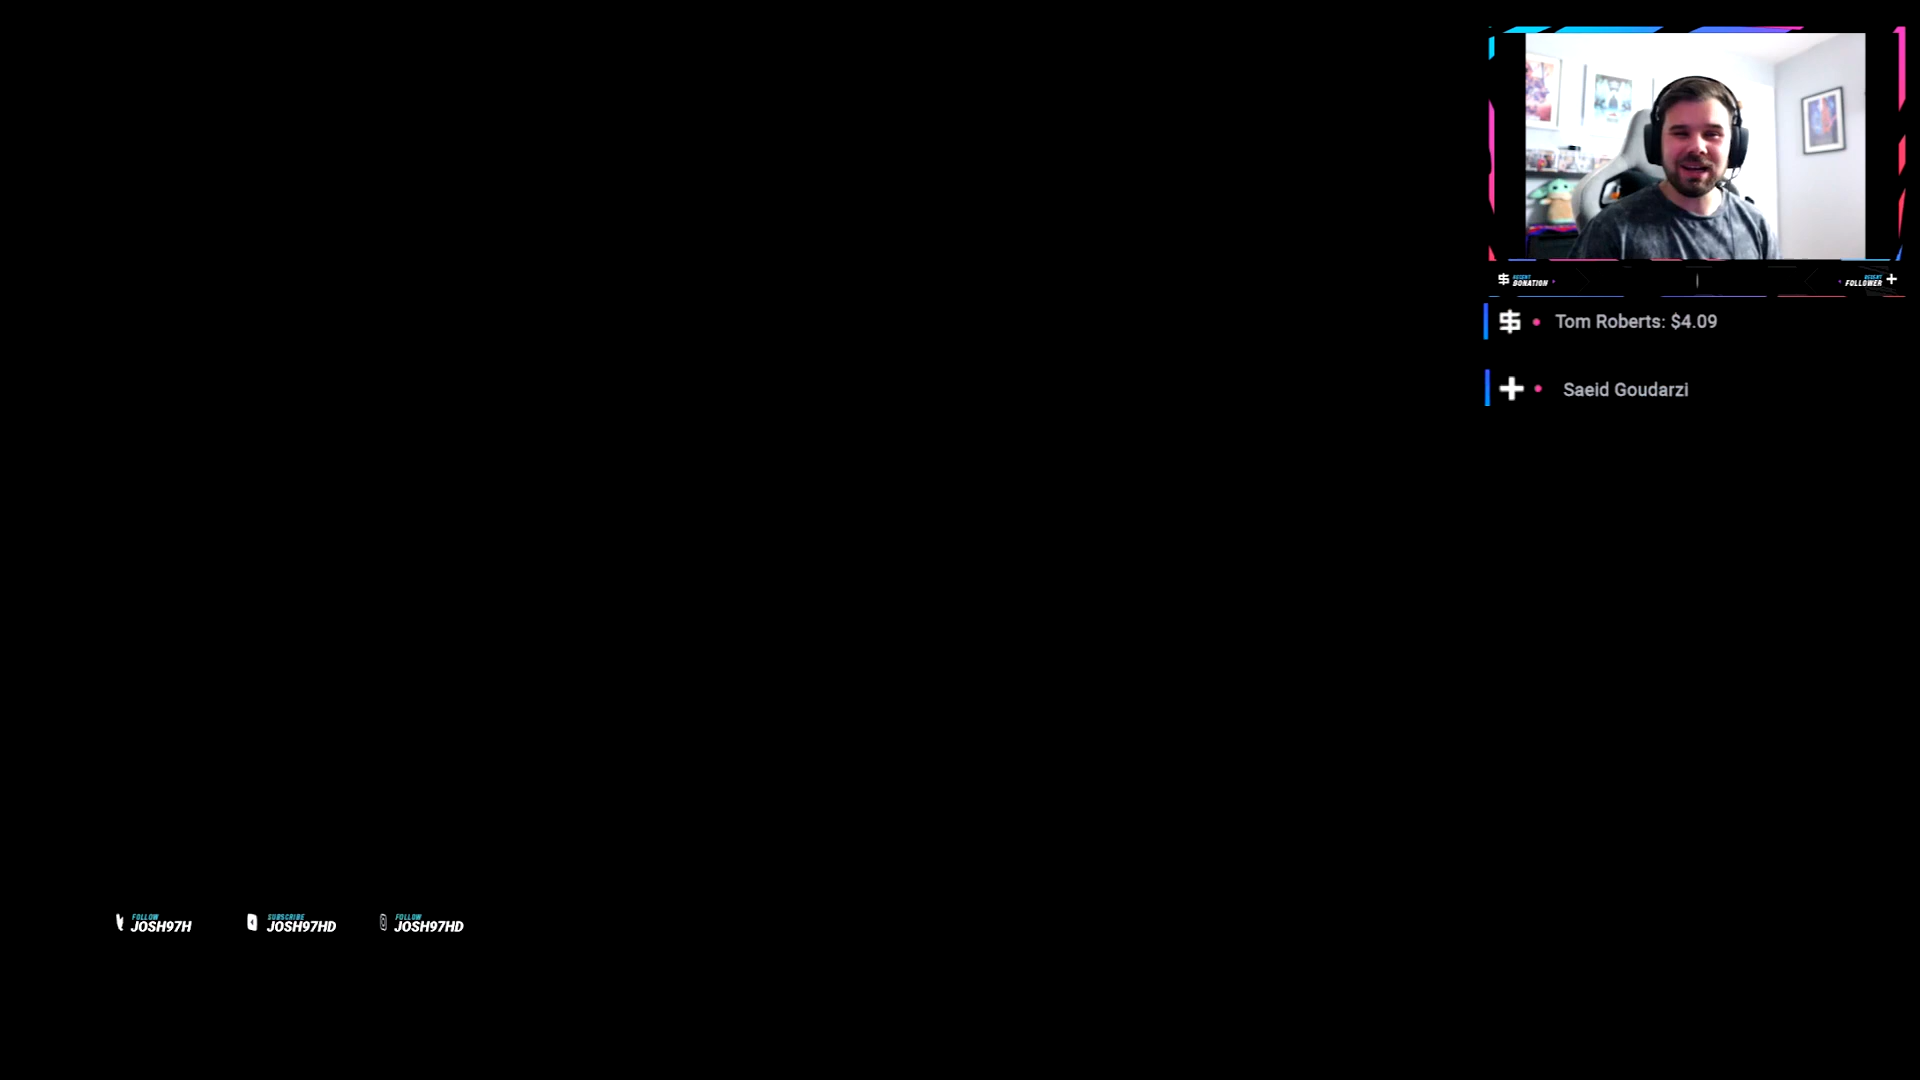 RECENT
DONATION
RECENT
FOLLOWER
Tom Roberts: $4.09
Saeid Goudarzi
FOLLOW
JOSH97H
SUBSCRIBE
JOSH97HD
FOLLOW
JOSH97HD